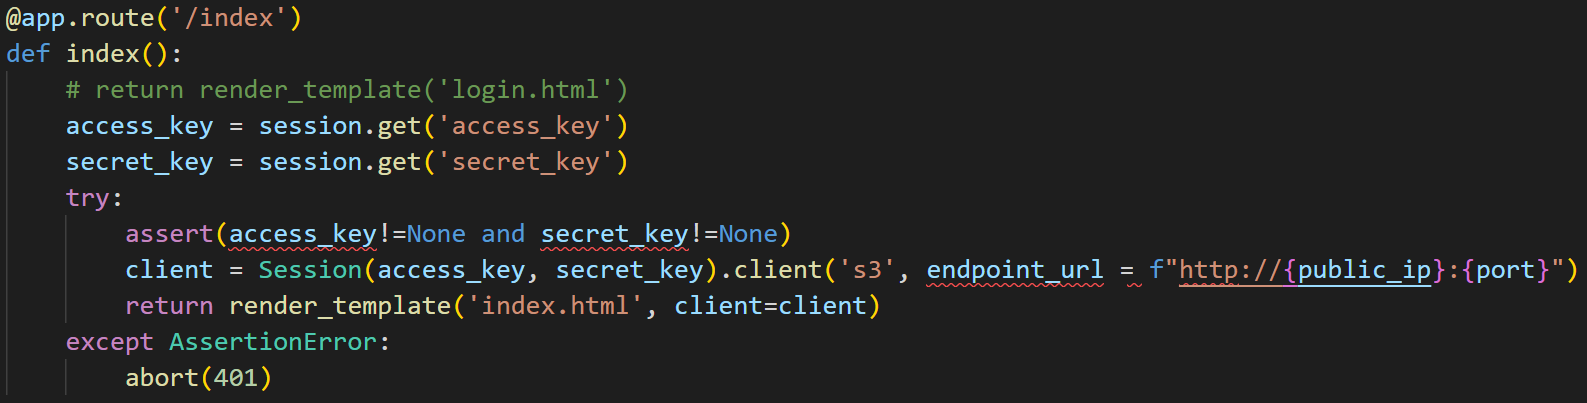 @app.route('/index')
def index():
    # return render_template('login.html')
    access_key = session.get('access_key')
    secret_key = session.get('secret_key')
    try:
        assert(access_key!=None and secret_key!=None)
        client = Session(access_key, secret_key).client('s3', endpoint_url = f"http://{public_ip}:{port}")
        return render_template('index.html', client=client)
    except AssertionError:
        abort(401)